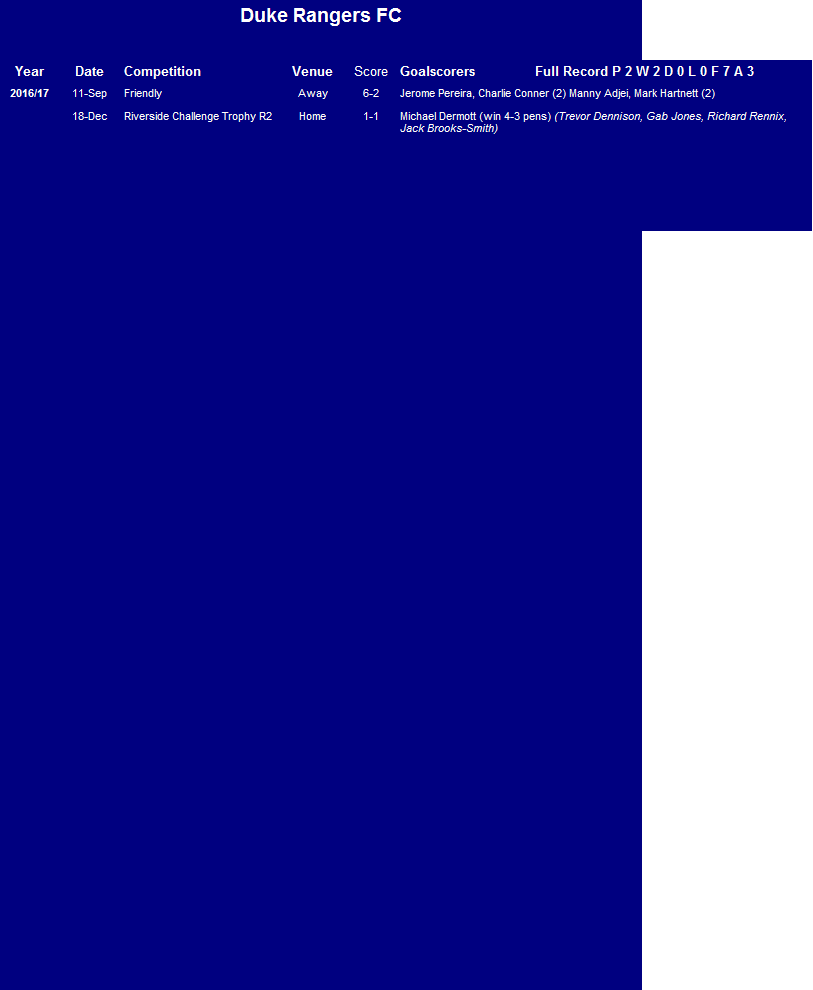 Duke Rangers FC
Year Date Competition Venue Score Goalscorers Full Record P 2 W 2 D 0 L 0 F 7 A 3
2016/17 11-Sep Friendly Away 6-2 Jerome Pereira, Charlie Conner (2) Manny Adjei, Mark Hartnett (2)
18-Dec Riverside Challenge Trophy R2 Home 1-1 Michael Dermott (win 4-3 pens) (Trevor Dennison, Gab Jones, Richard Rennix,
Jack Brooks-Smith)